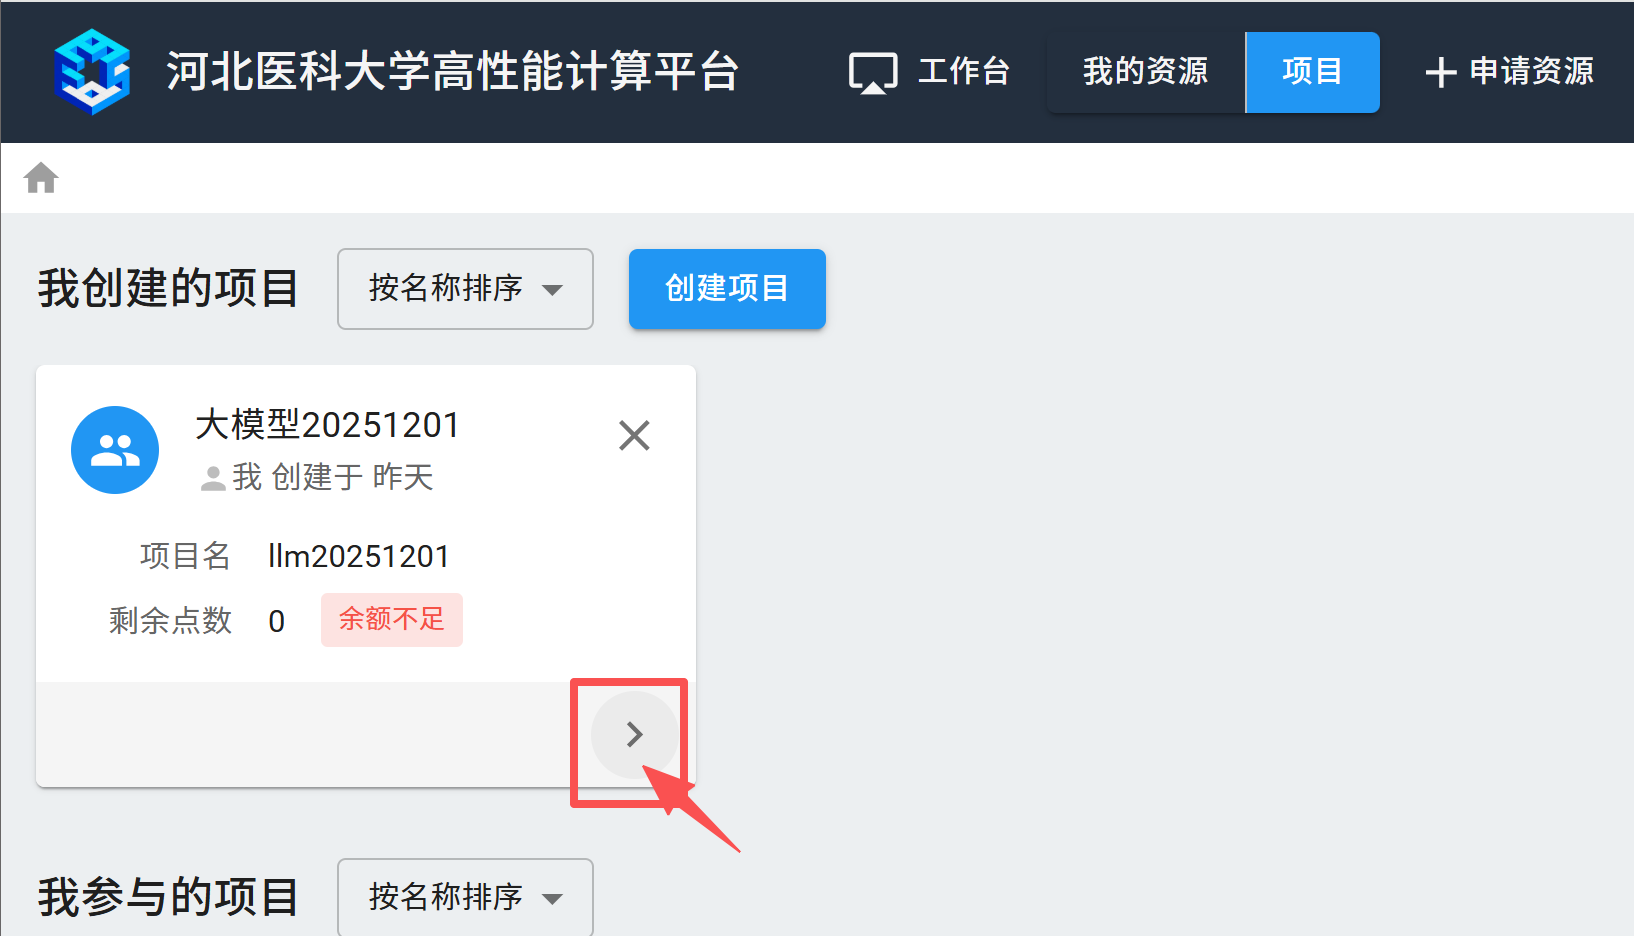 河北医科大学高性能计算平台 工作台 我的资源 项目 申请资源
我创建的项目 按名称排序 创建项目
大模型20251201
我 创建于 昨天
项目名 llm20251201
剩余点数 0 余额不足
我参与的项目 按名称排序